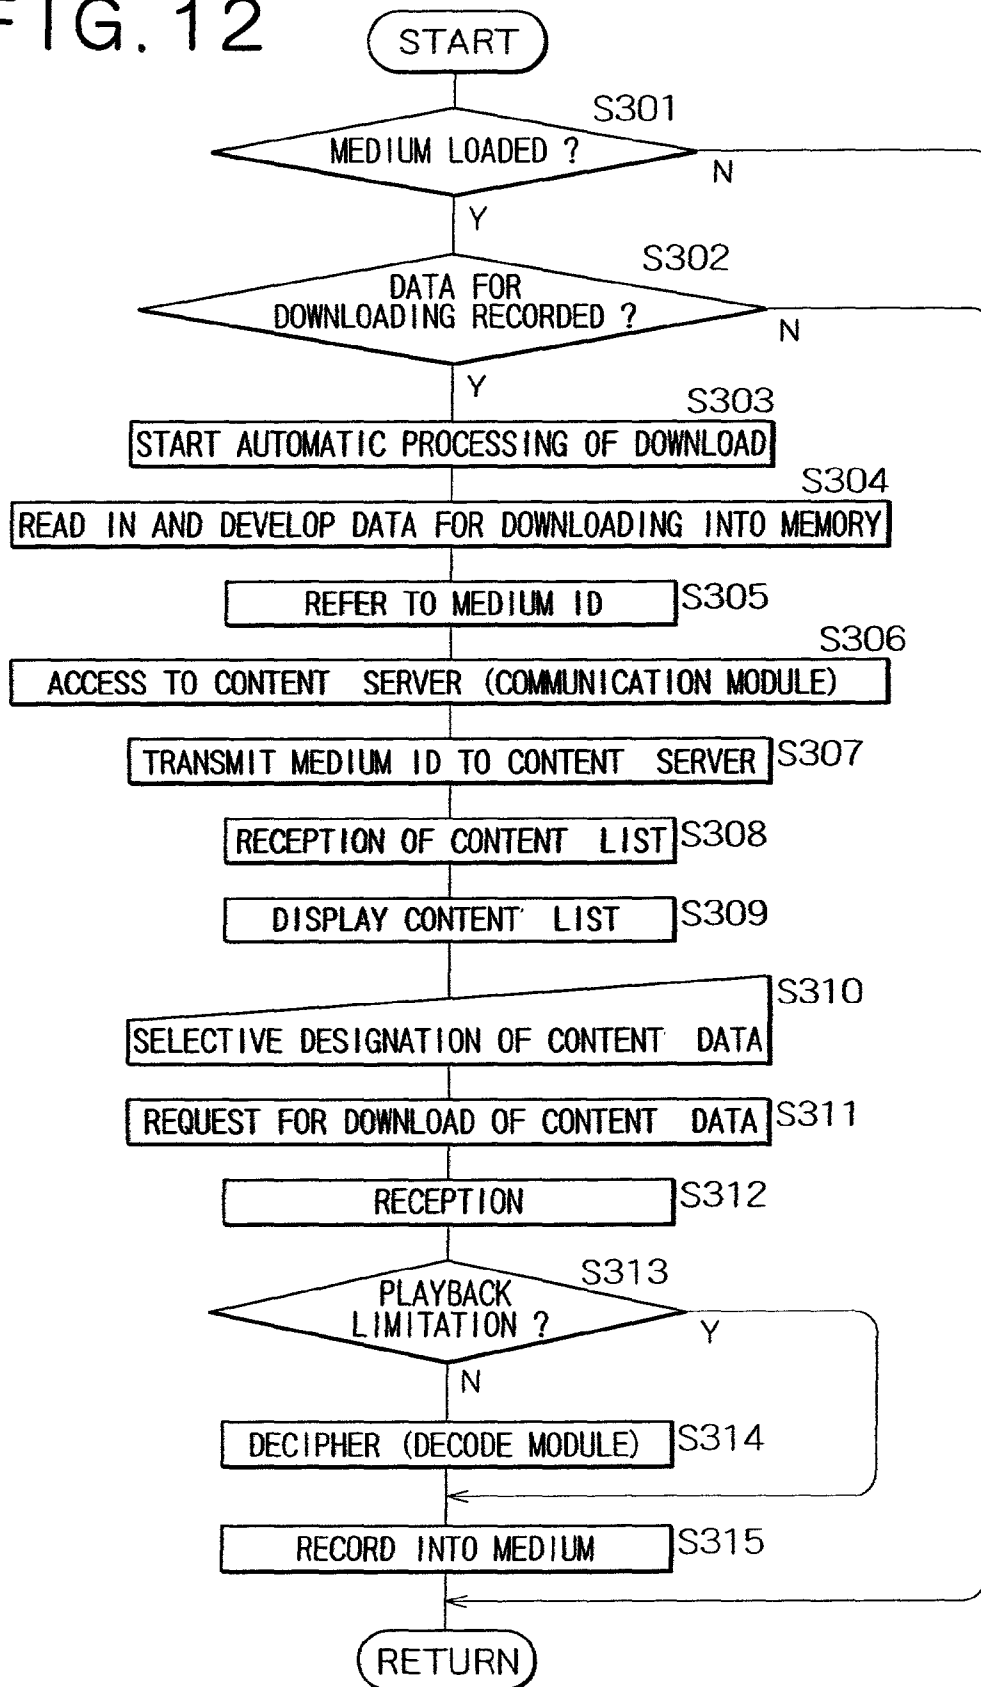 FIG. 12
START
S301
MEDIUM LOADED ?
N
Y
S302
DATA FOR
DOWNLOADING RECORDED ?
N
Y
S303
START AUTOMATIC PROCESSING OF DOWNLOAD
S304
READ IN AND DEVELOP DATA FOR DOWNLOADING INTO MEMORY
REFER TO MEDIUM ID S305
S306
ACCESS TO CONTENT SERVER (COMMUNICATION MODULE)
TRANSMIT MEDIUM ID TO CONTENT SERVER S307
RECEPTION OF CONTENT LIST S308
DISPLAY CONTENT LIST S309
S310
SELECTIVE DESIGNATION OF CONTENT DATA
REQUEST FOR DOWNLOAD OF CONTENT DATA S311
RECEPTION S312
S313
PLAYBACK
LIMITATION ?
Y
N
DECIPHER (DECODE MODULE) S314
RECORD INTO MEDIUM S315
RETURN